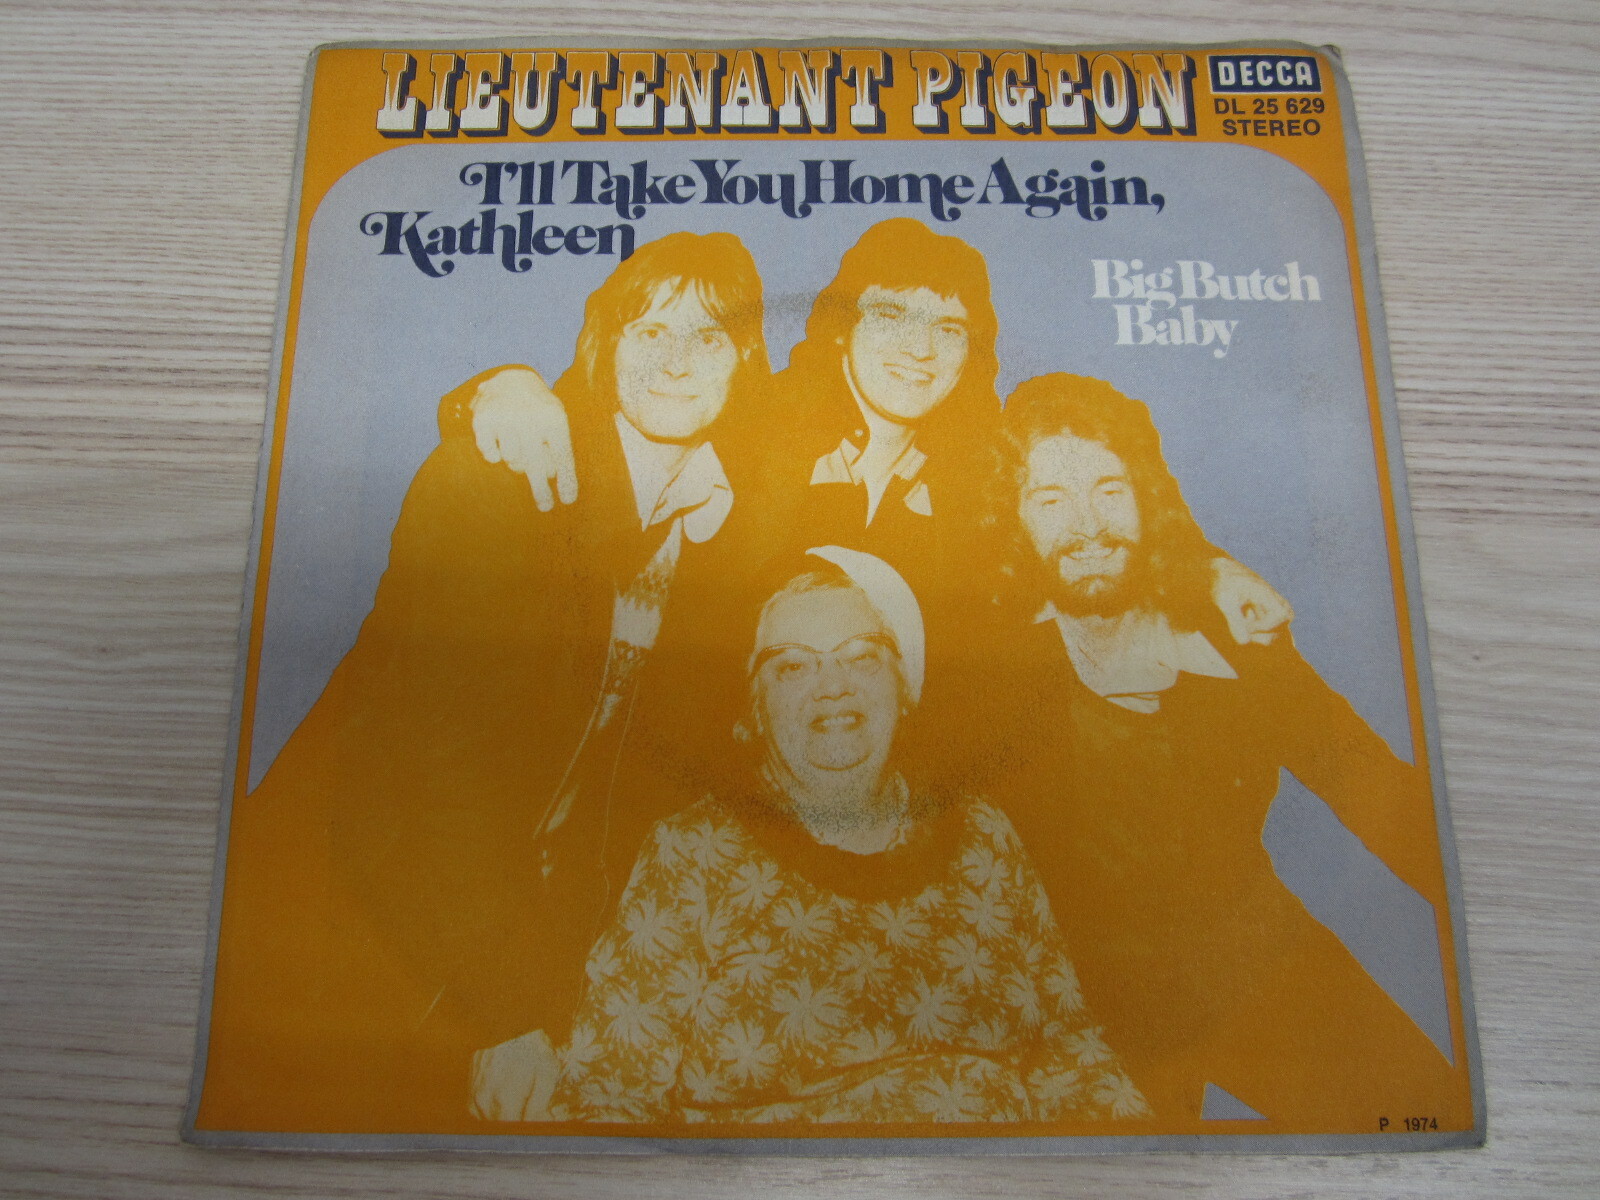 LIEUTENANT PIGEON
DECCA
DL 25 629
STEREO
I'll Take You Home Again,
Kathleen
Big Butch
Baby
P 1974